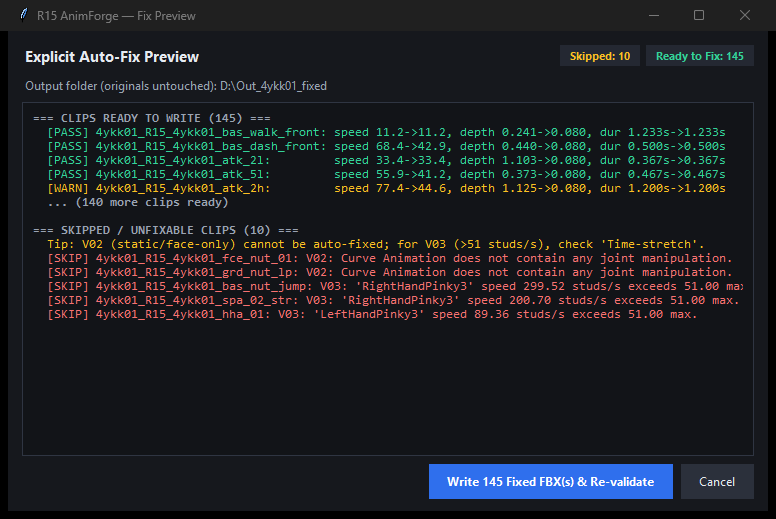 R15 AnimForge — Fix Preview
Explicit Auto-Fix Preview
Skipped: 10
Ready to Fix: 145
Output folder (originals untouched): D:\Out_4ykk01_fixed
=== CLIPS READY TO WRITE (145) ===
[PASS] 4ykk01_R15_4ykk01_bas_walk_front: speed 11.2->11.2, depth 0.241->0.080, dur 1.233s->1.233s
[PASS] 4ykk01_R15_4ykk01_bas_dash_front: speed 68.4->42.9, depth 0.440->0.080, dur 0.500s->0.500s
[PASS] 4ykk01_R15_4ykk01_atk_2l: speed 33.4->33.4, depth 1.103->0.080, dur 0.367s->0.367s
[PASS] 4ykk01_R15_4ykk01_atk_5l: speed 55.9->41.2, depth 0.373->0.080, dur 0.467s->0.467s
[WARN] 4ykk01_R15_4ykk01_atk_2h: speed 77.4->44.6, depth 1.125->0.080, dur 1.200s->1.200s
... (140 more clips ready)
=== SKIPPED / UNFIXABLE CLIPS (10) ===
Tip: V02 (static/face-only) cannot be auto-fixed; for V03 (>51 studs/s), check 'Time-stretch'.
[SKIP] 4ykk01_R15_4ykk01_fce_nut_01: V02: Curve Animation does not contain any joint manipulation.
[SKIP] 4ykk01_R15_4ykk01_grd_nut_lp: V02: Curve Animation does not contain any joint manipulation.
[SKIP] 4ykk01_R15_4ykk01_bas_nut_jump: V03: 'RightHandPinky3' speed 299.52 studs/s exceeds 51.00 max
[SKIP] 4ykk01_R15_4ykk01_spa_02_str: V03: 'RightHandPinky3' speed 200.70 studs/s exceeds 51.00 max.
[SKIP] 4ykk01_R15_4ykk01_hha_01: V03: 'LeftHandPinky3' speed 89.36 studs/s exceeds 51.00 max.
Write 145 Fixed FBX(s) & Re-validate
Cancel